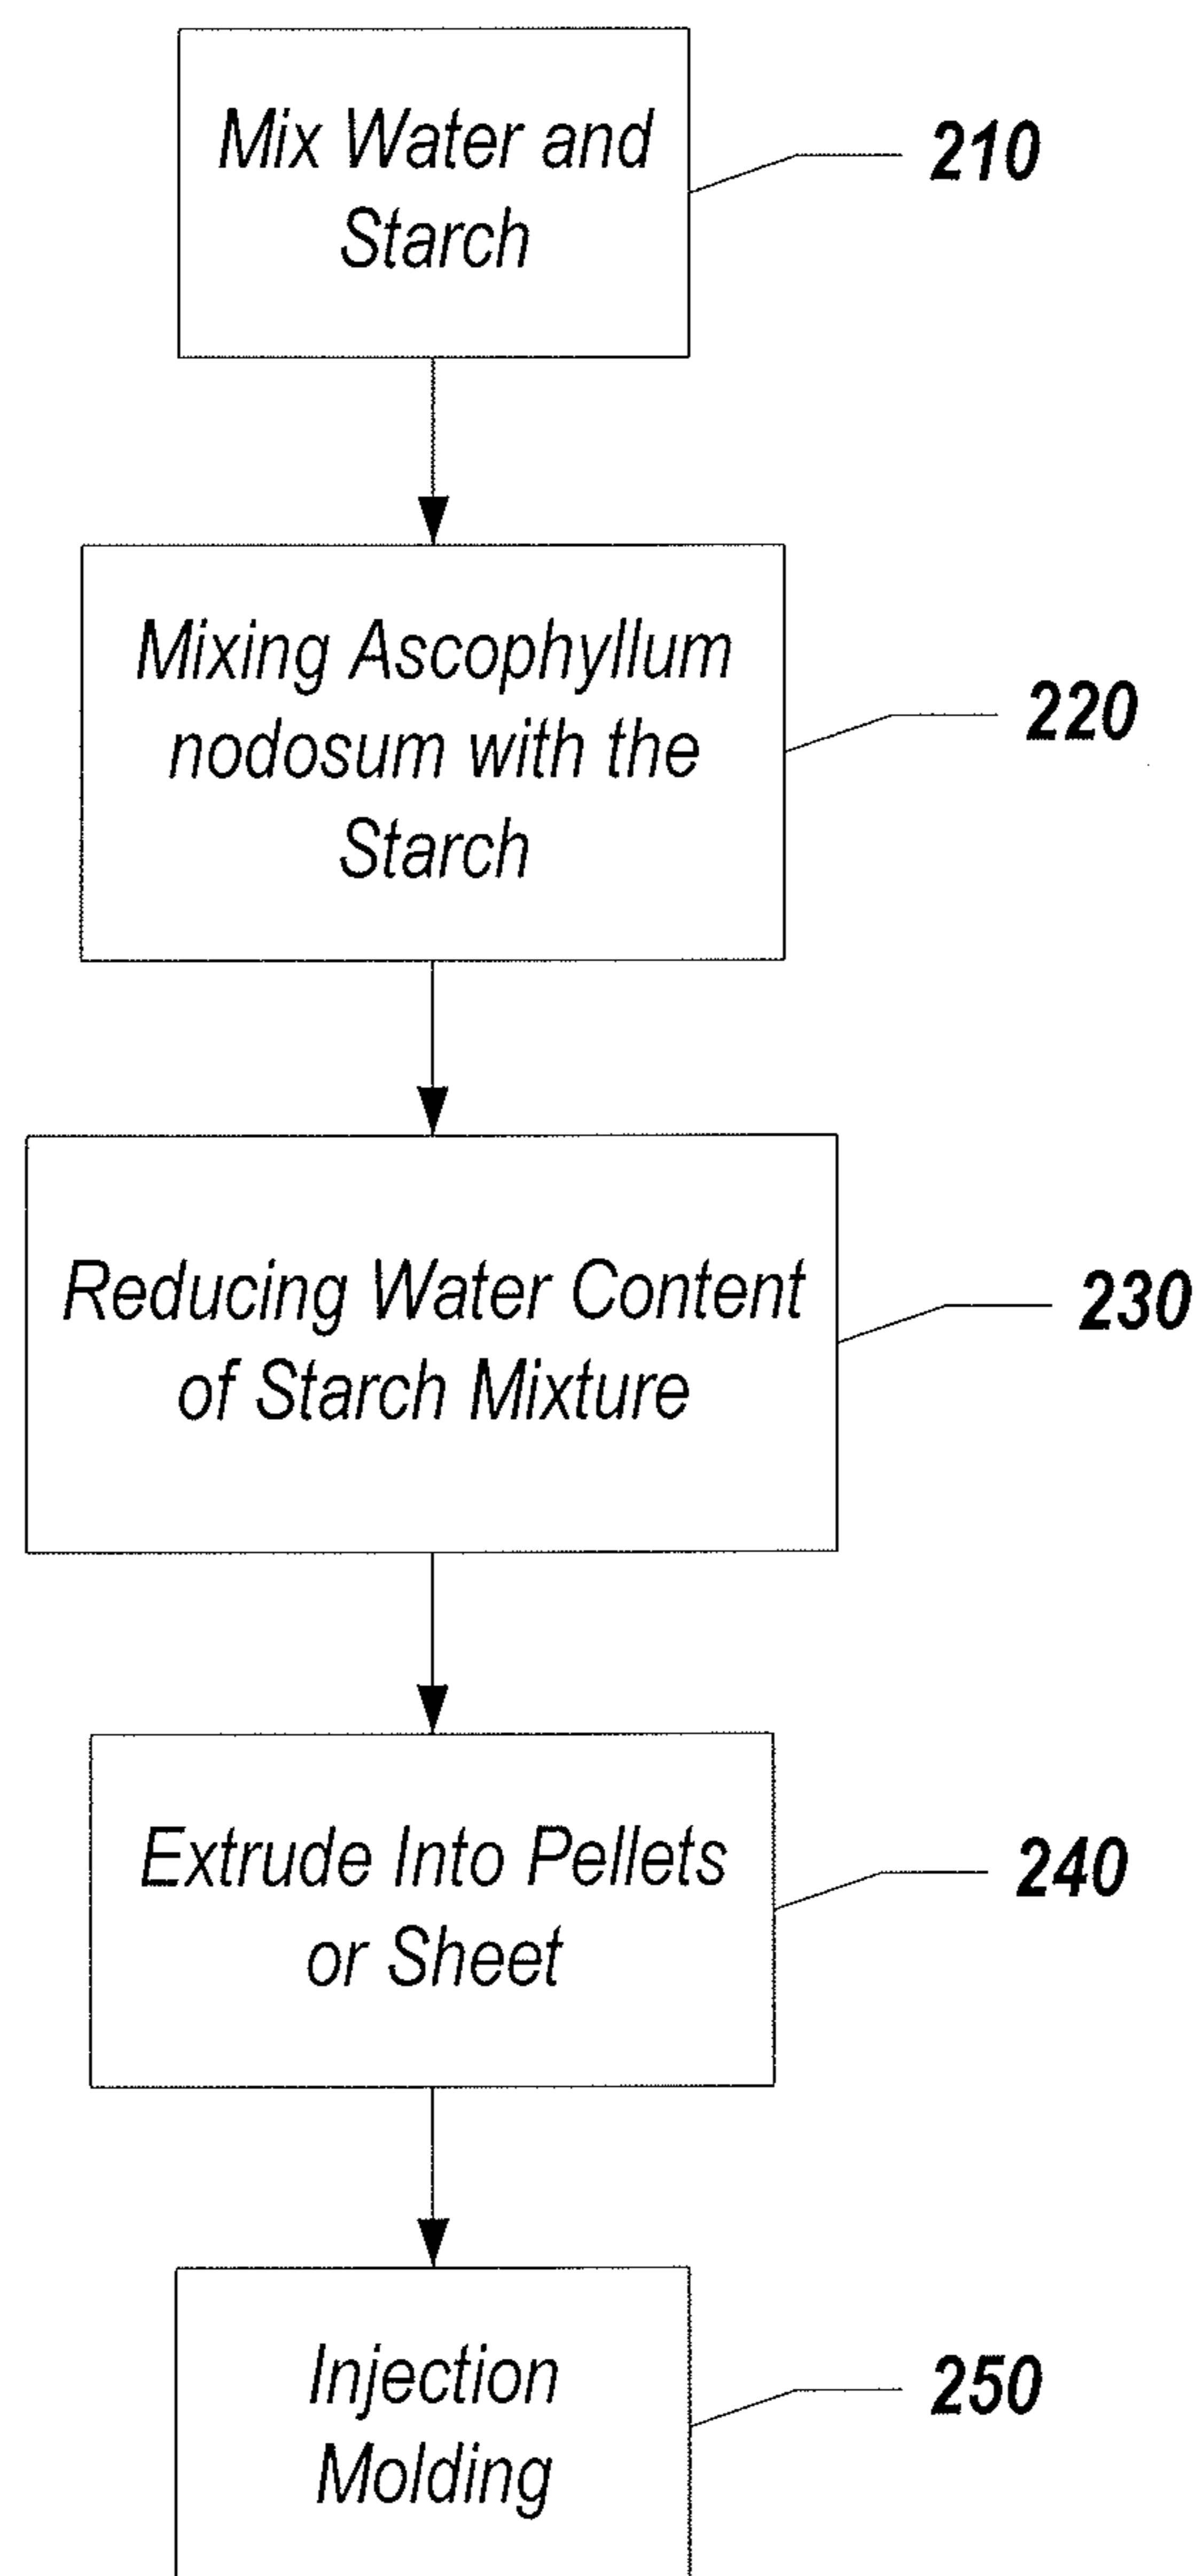 Mix Water and
Starch
210
Mixing Ascophyllum
nodosum with the
Starch
220
Reducing Water Content
of Starch Mixture
230
Extrude Into Pellets
or Sheet
240
Injection
Molding
250